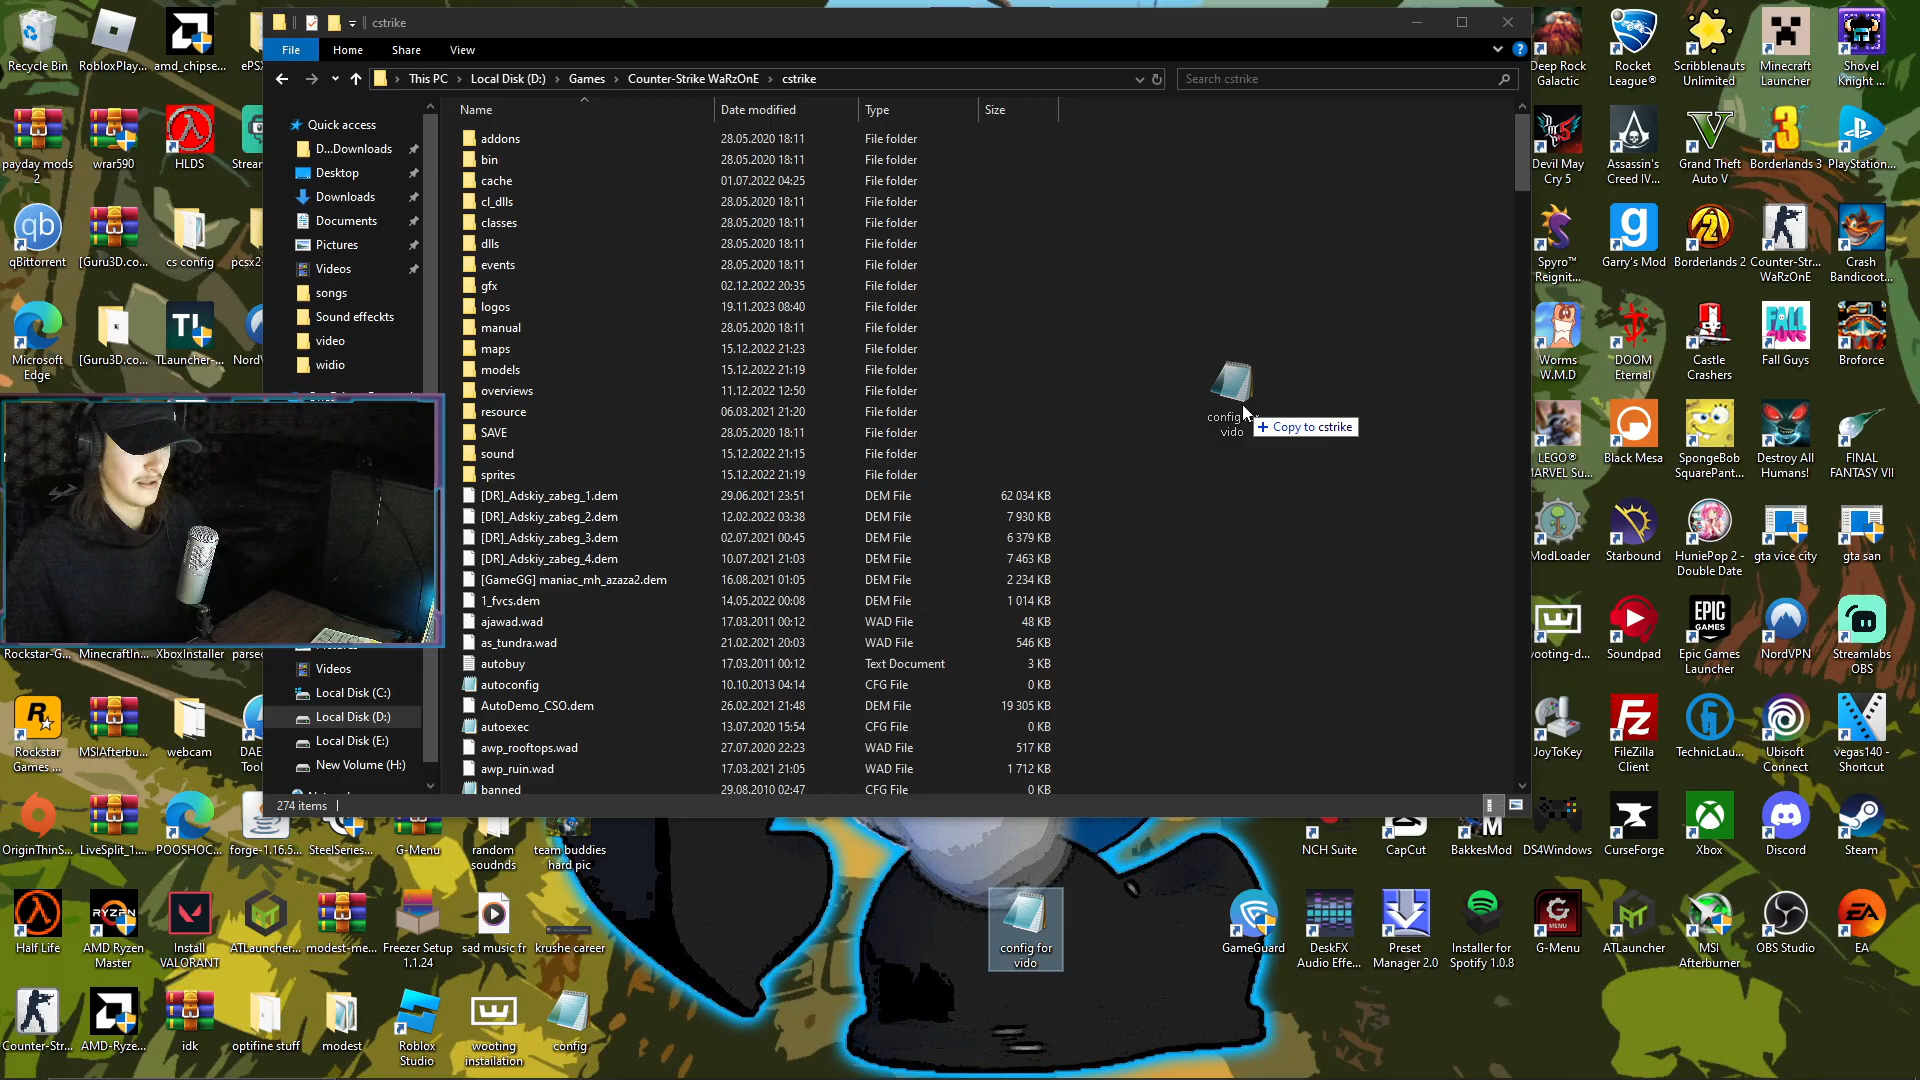 cstrike
File
Home
Share
View
This PC
Local Disk (D:)
Games
Counter-Strike WaRzOnE
cstrike
Search cstrike
Name
Date modified
Type
Size
Quick access
D...Downloads
Desktop
Downloads
Documents
Pictures
Videos
songs
Sound effeckts
video
widio
Videos
Local Disk (C:)
Local Disk (D:)
Local Disk (E:)
New Volume (H:)
addons 28.05.2020 18:11 File folder
bin 28.05.2020 18:11 File folder
cache 01.07.2022 04:25 File folder
cl_dlls 28.05.2020 18:11 File folder
classes 28.05.2020 18:11 File folder
dlls 28.05.2020 18:11 File folder
events 28.05.2020 18:11 File folder
gfx 02.12.2022 20:35 File folder
logos 19.11.2023 08:40 File folder
manual 28.05.2020 18:11 File folder
maps 15.12.2022 21:23 File folder
models 15.12.2022 21:19 File folder
overviews 11.12.2022 12:50 File folder
resource 06.03.2021 21:20 File folder
SAVE 28.05.2020 18:11 File folder
sound 15.12.2022 21:15 File folder
sprites 15.12.2022 21:19 File folder
[DR]_Adskiy_zabeg_1.dem 29.06.2021 23:51 DEM File 62 034 KB
[DR]_Adskiy_zabeg_2.dem 12.02.2022 03:38 DEM File 7 930 KB
[DR]_Adskiy_zabeg_3.dem 02.07.2021 00:45 DEM File 6 379 KB
[DR]_Adskiy_zabeg_4.dem 10.07.2021 21:03 DEM File 7 463 KB
[GameGG] maniac_mh_azaza2.dem 16.08.2021 01:05 DEM File 2 234 KB
1_fvcs.dem 14.05.2022 00:08 DEM File 1 014 KB
ajawad.wad 17.03.2011 00:12 WAD File 48 KB
as_tundra.wad 21.02.2021 20:03 WAD File 546 KB
autobuy 17.03.2011 00:12 Text Document 3 KB
autoconfig 10.10.2013 04:14 CFG File 0 KB
AutoDemo_CSO.dem 26.02.2021 21:48 DEM File 19 305 KB
autoexec 13.07.2020 15:54 CFG File 0 KB
awp_rooftops.wad 27.07.2020 22:23 WAD File 517 KB
awp_ruin.wad 17.03.2021 21:05 WAD File 1 712 KB
banned 29.08.2010 02:47 CFG File 0 KB
274 items
config
vido
+ Copy to cstrike
Recycle Bin
RobloxPlay...
amd_chipse...
ePSX
payday mods
2
wrar590
HLDS
Strean
qBittorrent
[Guru3D.co...
cs config
pcsx2-
Microsoft
Edge
[Guru3D.co...
TLauncher-...
NordV
Rockstar-G...
MinecraftIn...
XboxInstaller
parsec
Rockstar
Games ...
MSIAfterbu...
webcam
DAE
Tool
OriginThinS...
LiveSplit_1....
POOSHOC...
forge-1.16.5...
SteelSeries...
G-Menu
random
soudnds
team buddies
hard pic
Half Life
AMD Ryzen
Master
Install
VALORANT
ATLauncher...
modest-me...
Freezer Setup
1.1.24
sad music fr
krushe career
config for
vido
Counter-Str...
AMD-Ryze...
idk
optifine stuff
modest
Roblox
Studio
wooting
instailation
config
Deep Rock
Galactic
Rocket
League®
Scribblenauts
Unlimited
Minecraft
Launcher
Shovel
Knight ...
Devil May
Cry 5
Assassin's
Creed IV...
Grand Theft
Auto V
Borderlands 3
PlayStation...
Spyro™
Reignit...
Garry's Mod
Borderlands 2
Counter-Str...
WaRzOnE
Crash
Bandicoot...
Worms
W.M.D
DOOM
Eternal
Castle
Crashers
Fall Guys
Broforce
LEGO®
MARVEL Su...
Black Mesa
SpongeBob
SquarePant...
Destroy All
Humans!
FINAL
FANTASY VII
ModLoader
Starbound
HuniePop 2 -
Double Date
gta vice city
gta san
wooting-d...
Soundpad
Epic Games
Launcher
NordVPN
Streamlabs
OBS
JoyToKey
FileZilla
Client
TechnicLau...
Ubisoft
Connect
vegas140 -
Shortcut
NCH Suite
CapCut
BakkesMod
DS4Windows
CurseForge
Xbox
Discord
Steam
GameGuard
DeskFX
Audio Effe...
Preset
Manager 2.0
Installer for
Spotify 1.0.8
G-Menu
ATLauncher
MSI
Afterburner
OBS Studio
EA